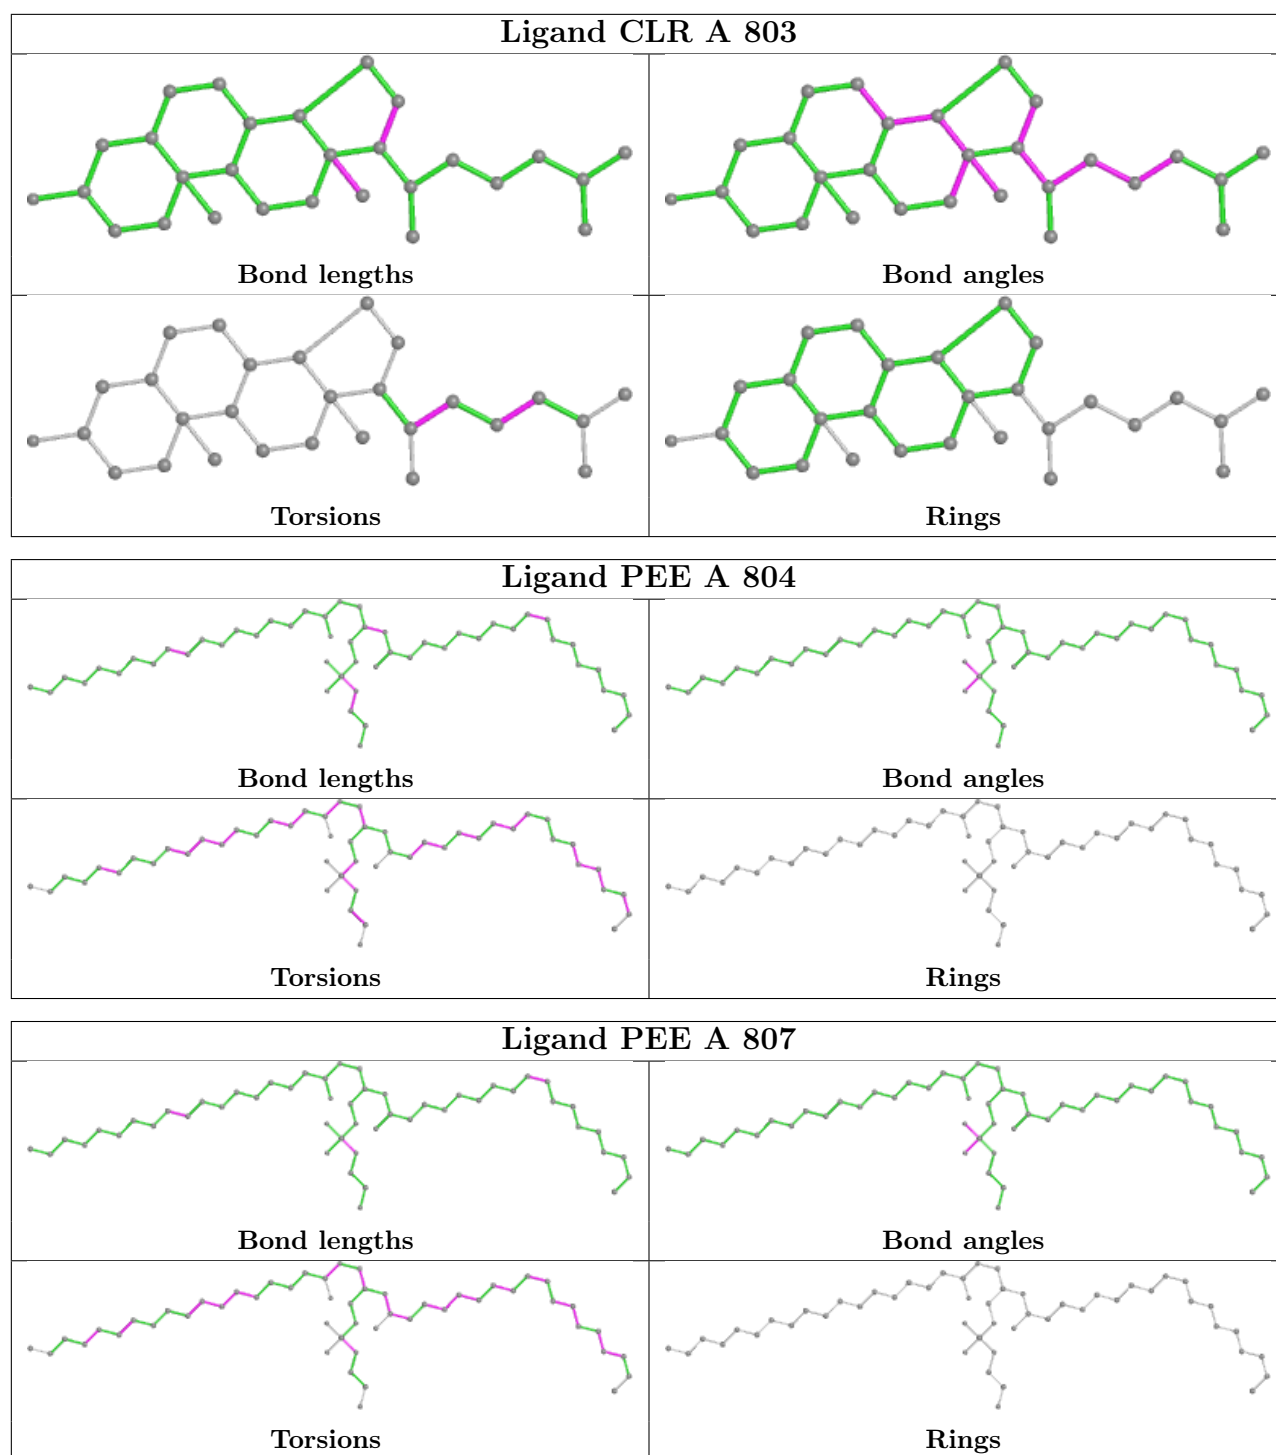 Ligand CLR A 803
Bond lengths
Bond angles
Torsions
Rings
Ligand PEE A 804
Bond lengths
Bond angles
Torsions
Rings
Ligand PEE A 807
Bond lengths
Bond angles
Torsions
Rings